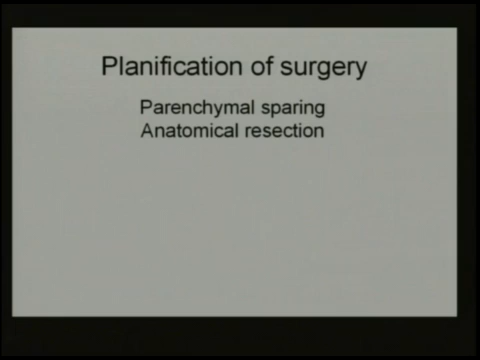 Planification of surgery
Parenchymal sparing
Anatomical resection